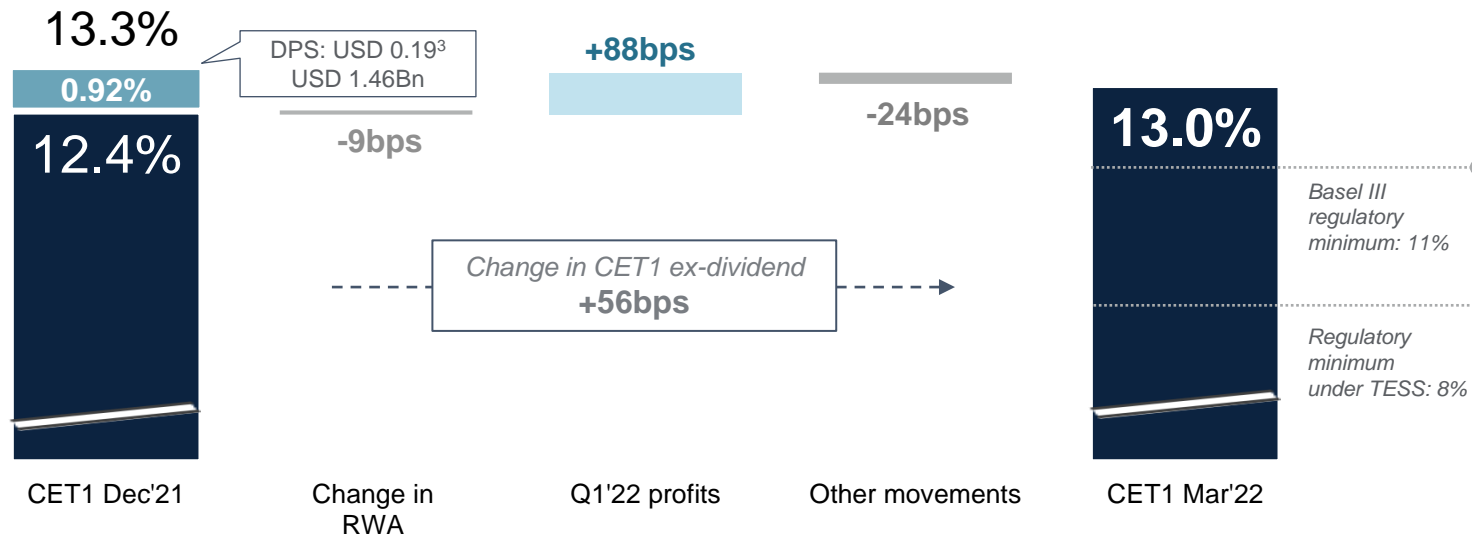 13.3%
DPS: USD 0.19³
USD 1.46Bn
0.92%
12.4%
-9bps
+88bps
-24bps
13.0%
Basel III
regulatory
minimum: 11%
Change in CET1 ex-dividend
+56bps
Regulatory
minimum
under TESS: 8%
CET1 Dec'21
Change in
RWA
Q1'22 profits
Other movements
CET1 Mar'22